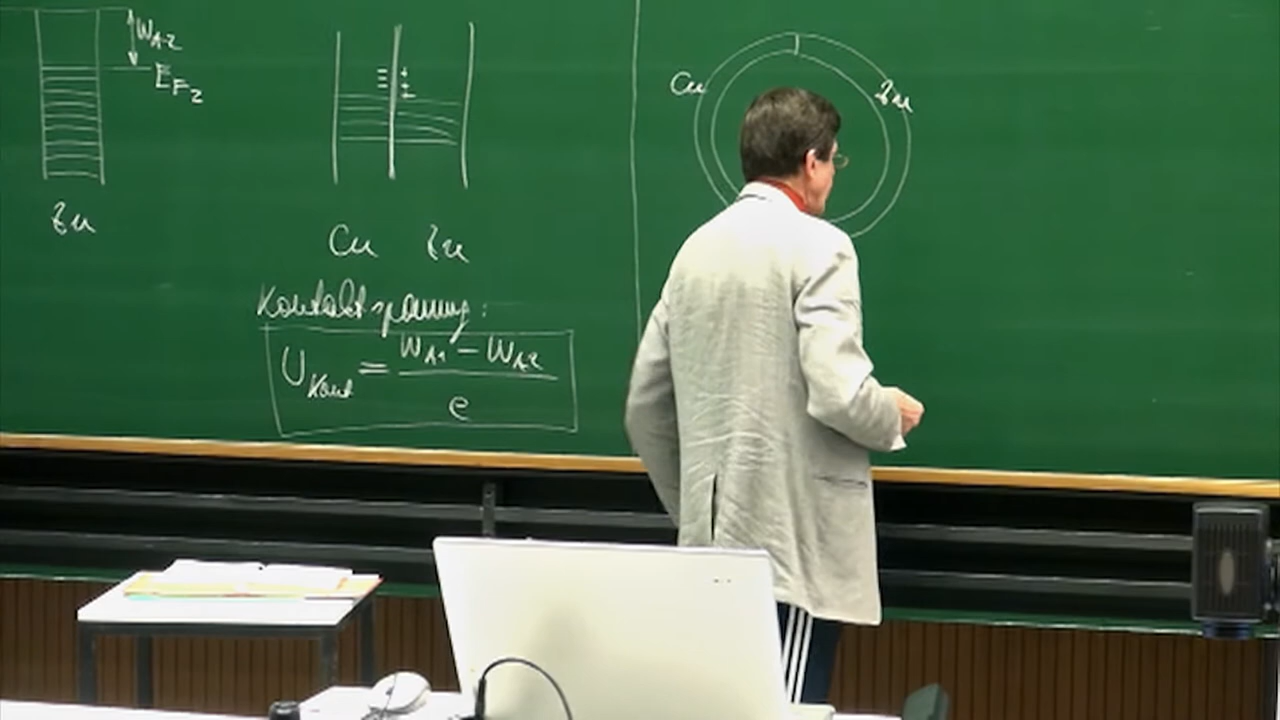 W_A2
E_F2
Zn
Cu Zn
Kontaktspannung:
U_Kont = (W_A1 - W_A2) / e
Cu Zn